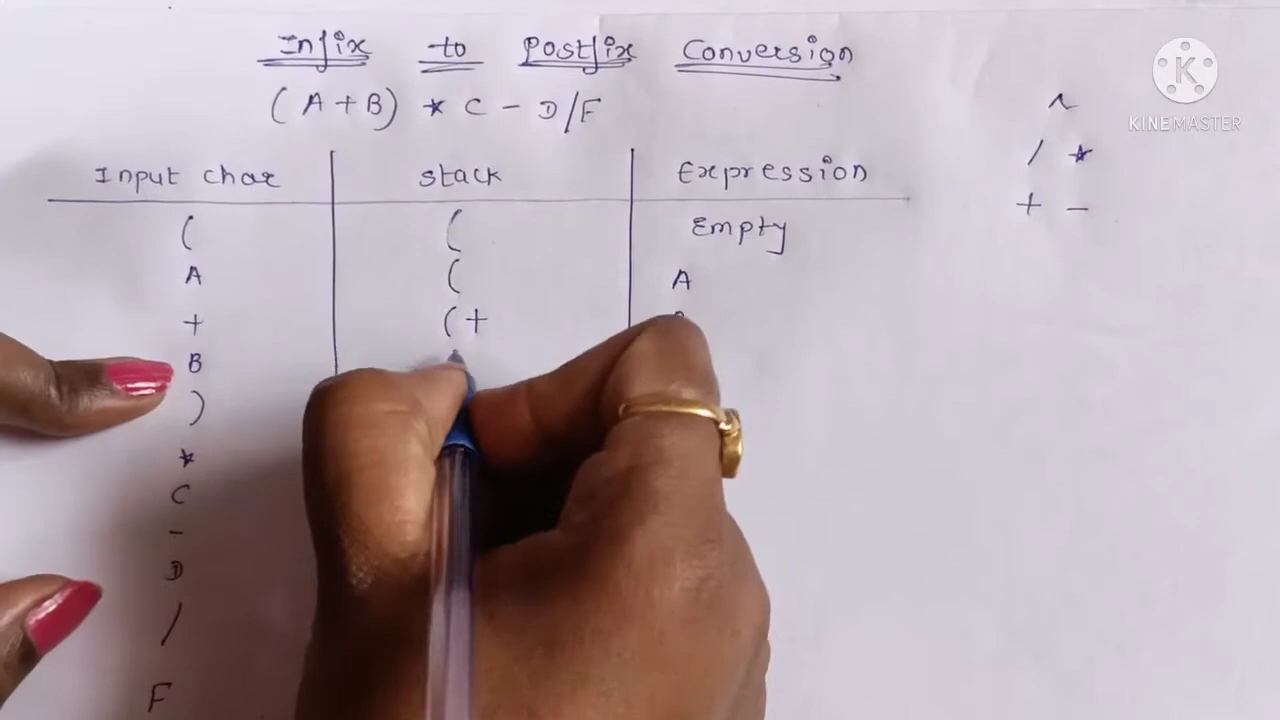 Infix to Postfix Conversion
(A+B) * C - D/F
^
/ *
+ -
Input char Stack Expression
( ( Empty
A ( A
+ (+
B
)
*
C
-
D
/
F
KINEMASTER